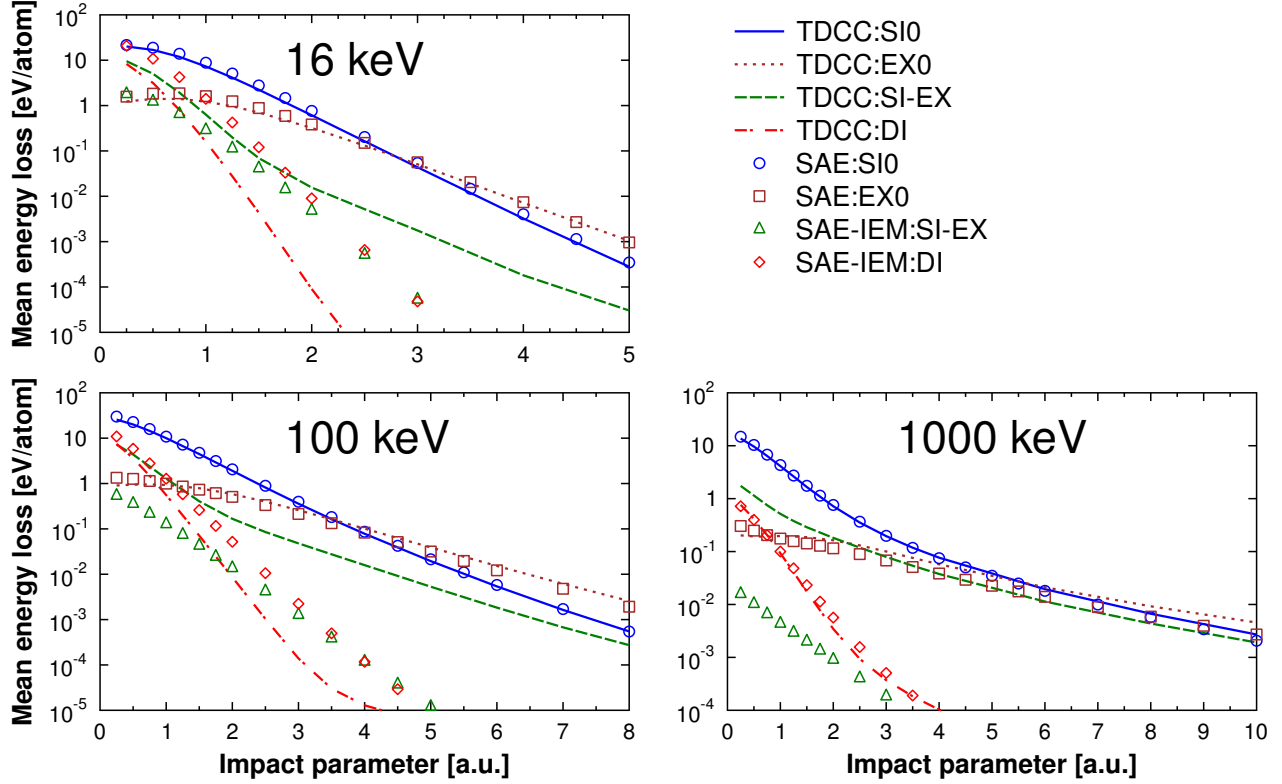 Mean energy loss [eV/atom]
10^2
10^1
1
10^-1
10^-2
10^-3
10^-4
10^-5
0 1 2 3 4 5
16 keV
TDCC:SI0
TDCC:EX0
TDCC:SI-EX
TDCC:DI
SAE:SI0
SAE:EX0
SAE-IEM:SI-EX
SAE-IEM:DI
Mean energy loss [eV/atom]
10^2
10^1
1
10^-1
10^-2
10^-3
10^-4
10^-5
0 1 2 3 4 5 6 7 8
100 keV
Impact parameter [a.u.]
10^2
10^1
1
10^-1
10^-2
10^-3
10^-4
0 1 2 3 4 5 6 7 8 9 10
1000 keV
Impact parameter [a.u.]